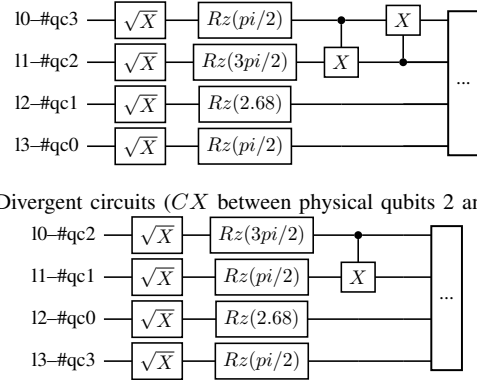 l0–#qc3 √X Rz(pi/2) X
l1–#qc2 √X Rz(3pi/2) X
...
l2–#qc1 √X Rz(2.68)
l3–#qc0 √X Rz(pi/2)
Divergent circuits (CX between physical qubits 2 an
l0–#qc2 √X Rz(3pi/2)
l1–#qc1 √X Rz(pi/2) X
...
l2–#qc0 √X Rz(2.68)
l3–#qc3 √X Rz(pi/2)